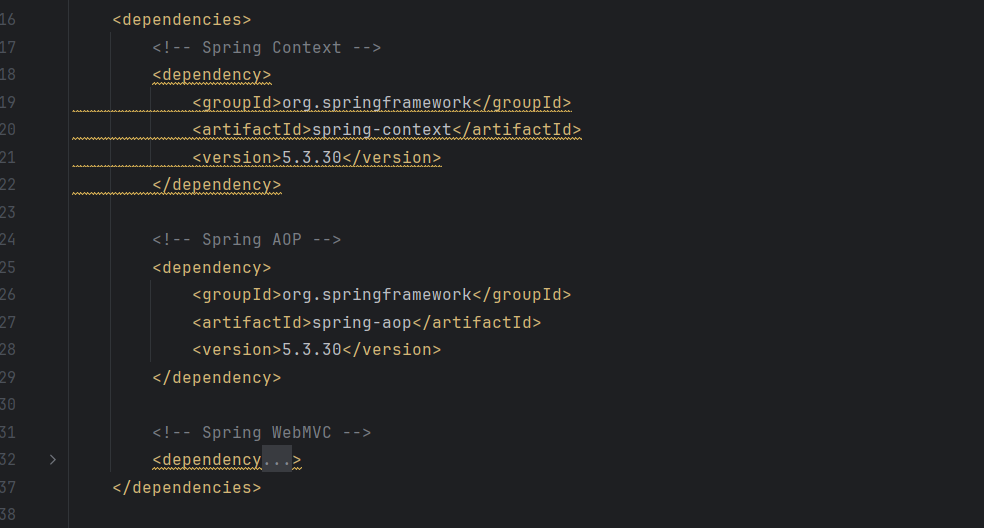 16 <dependencies>
17 <!-- Spring Context -->
18 <dependency>
19 <groupId>org.springframework</groupId>
20 <artifactId>spring-context</artifactId>
21 <version>5.3.30</version>
22 </dependency>
23
24 <!-- Spring AOP -->
25 <dependency>
26 <groupId>org.springframework</groupId>
27 <artifactId>spring-aop</artifactId>
28 <version>5.3.30</version>
29 </dependency>
30
31 <!-- Spring WebMVC -->
32 <dependency...>
37 </dependencies>
38